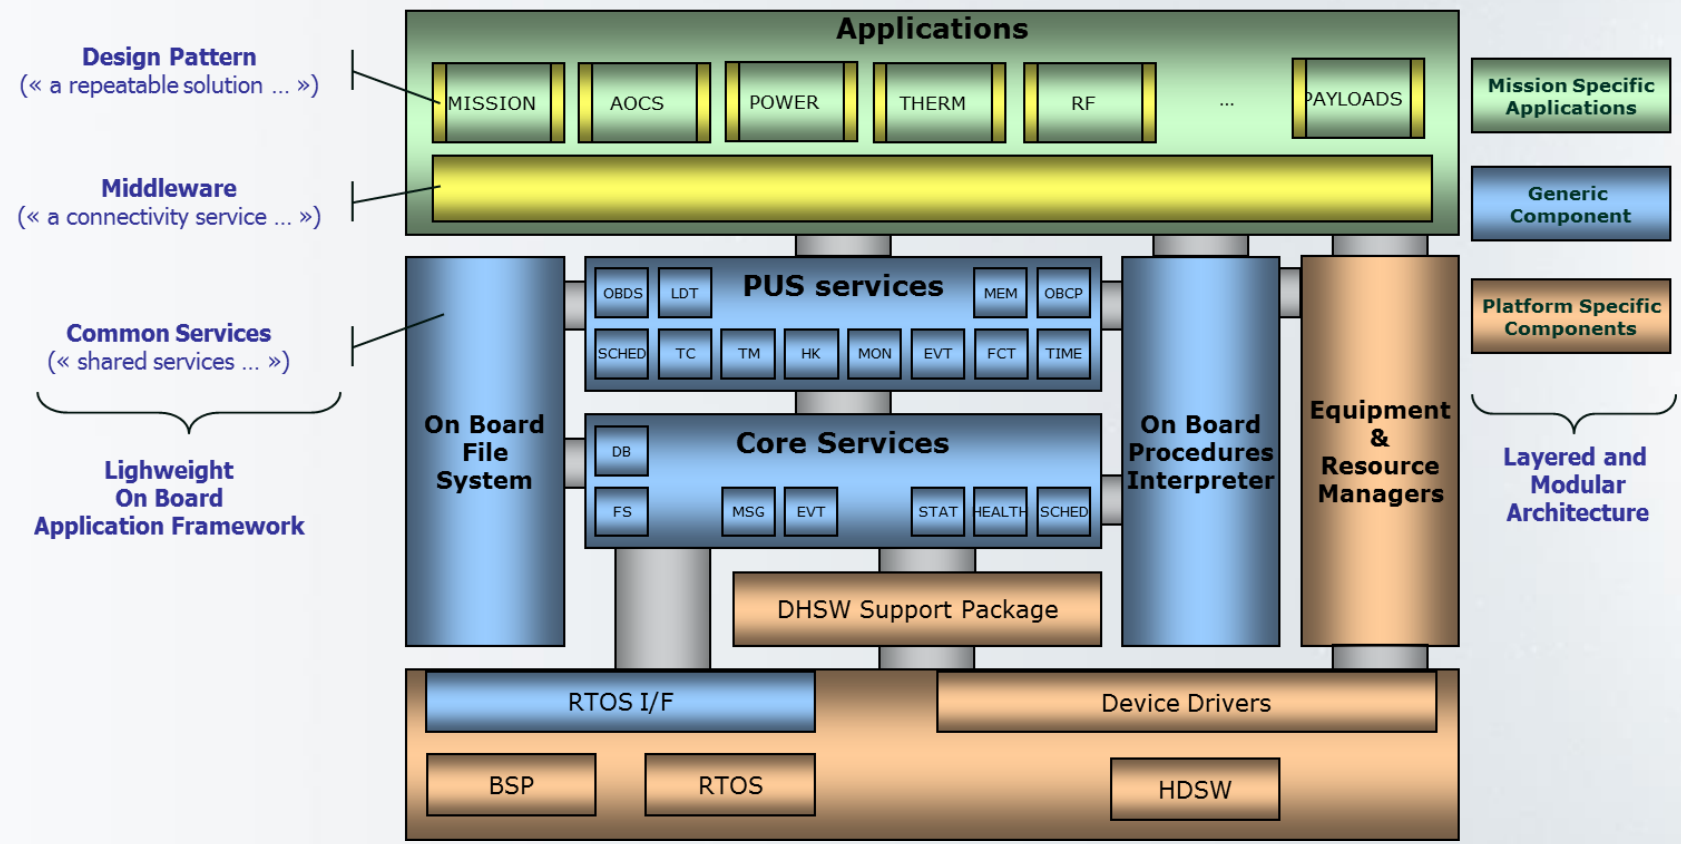 Applications
Design Pattern
(« a repeatable solution ... »)
MISSION
AOCS
POWER
THERM
RF
...
PAYLOADS
Mission Specific
Applications
Middleware
(« a connectivity service ... »)
Generic
Component
PUS services
OBDS
LDT
MEM
OBCP
SCHED
TC
TM
HK
MON
EVT
FCT
TIME
Common Services
(« shared services ... »)
Platform Specific
Components
On Board
File
System
Core Services
DB
FS
MSG
EVT
STAT
HEALTH
SCHED
On Board
Procedures
Interpreter
Equipment
&
Resource
Managers
Lighweight
On Board
Application Framework
Layered and
Modular
Architecture
DHSW Support Package
RTOS I/F
Device Drivers
BSP
RTOS
HDSW